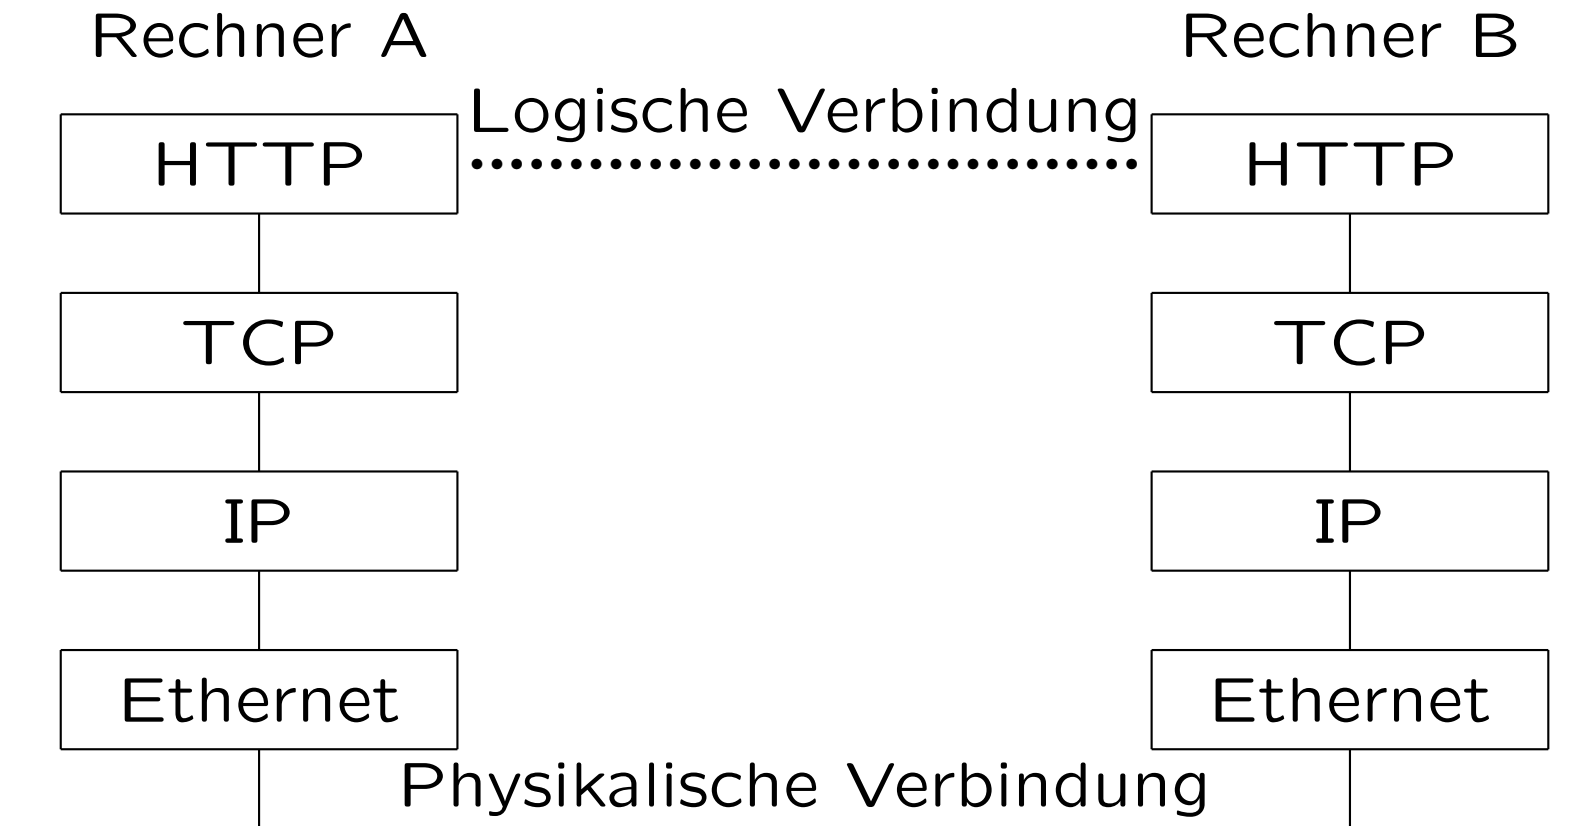 Rechner A
Rechner B
Logische Verbindung
HTTP
HTTP
TCP
TCP
IP
IP
Ethernet
Ethernet
Physikalische Verbindung